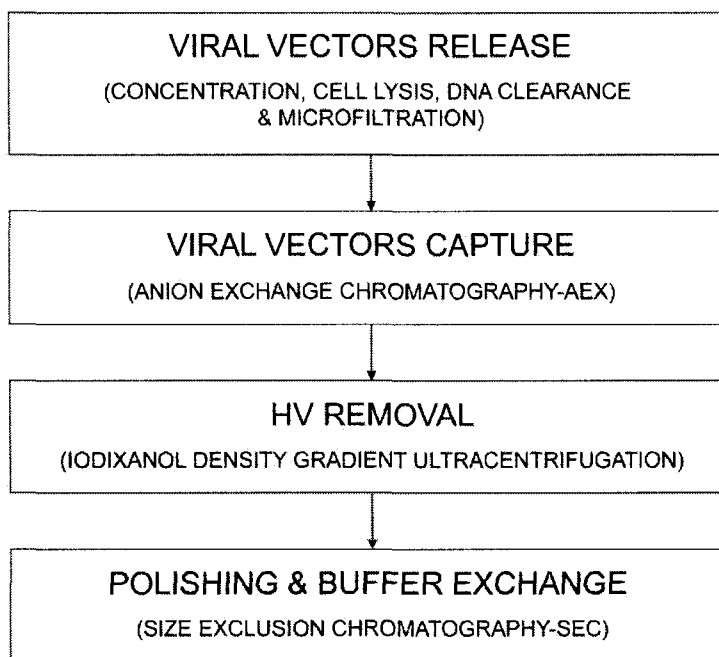 VIRAL VECTORS RELEASE
(CONCENTRATION, CELL LYSIS, DNA CLEARANCE
& MICROFILTRATION)
VIRAL VECTORS CAPTURE
(ANION EXCHANGE CHROMATOGRAPHY-AEX)
HV REMOVAL
(IODIXANOL DENSITY GRADIENT ULTRACENTRIFUGATION)
POLISHING & BUFFER EXCHANGE
(SIZE EXCLUSION CHROMATOGRAPHY-SEC)